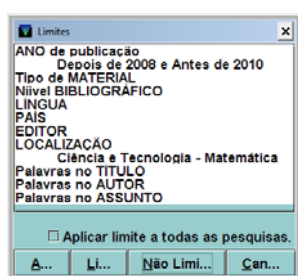 Limites
ANO de publicação
Depois de 2008 e Antes de 2010
Tipo de MATERIAL
Niível BIBLIOGRÁFICO
LINGUA
PAÍS
EDITOR
LOCALIZAÇÃO
Ciência e Tecnologia - Matemática
Palavras no TITULO
Palavras no AUTOR
Palavras no ASSUNTO
Aplicar limite a todas as pesquisas.
A... Li... Não Limi... Can...